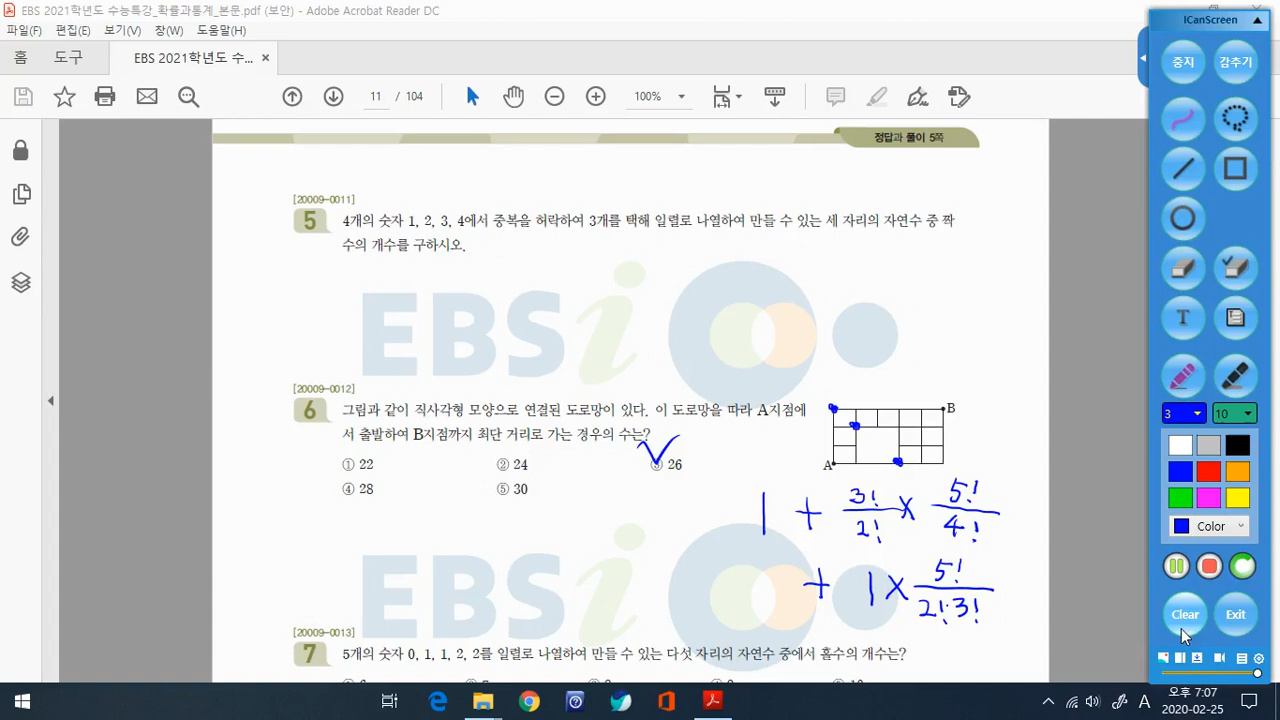 EBS 2021학년도 수능특강_확률과통계_본문.pdf (보안) - Adobe Acrobat Reader DC
파일(F) 편집(E) 보기(V) 창(W) 도움말(H)
홈 도구 EBS 2021학년도 수... ×
11 / 104 100%
정답과 풀이 5쪽
[20009-0011]
5 4개의 숫자 1, 2, 3, 4에서 중복을 허락하여 3개를 택해 일렬로 나열하여 만들 수 있는 세 자리의 자연수 중 짝
수의 개수를 구하시오.
EBSi
[20009-0012]
6 그림과 같이 직사각형 모양으로 연결된 도로망이 있다. 이 도로망을 따라 A지점에
서 출발하여 B지점까지 최단 거리로 가는 경우의 수는?
① 22 ② 24 ③ 26
④ 28 ⑤ 30
B
A
1 + 3!/2! × 5!/4!
+ 1 × 5!/2!·3!
EBSi
[20009-0013]
7 5개의 숫자 0, 1, 1, 2, 2를 일렬로 나열하여 만들 수 있는 다섯 자리의 자연수 중에서 홀수의 개수는?
ICanScreen
중지 감추기
T
3 10
Color
Clear Exit
A 오후 7:07
2020-02-25